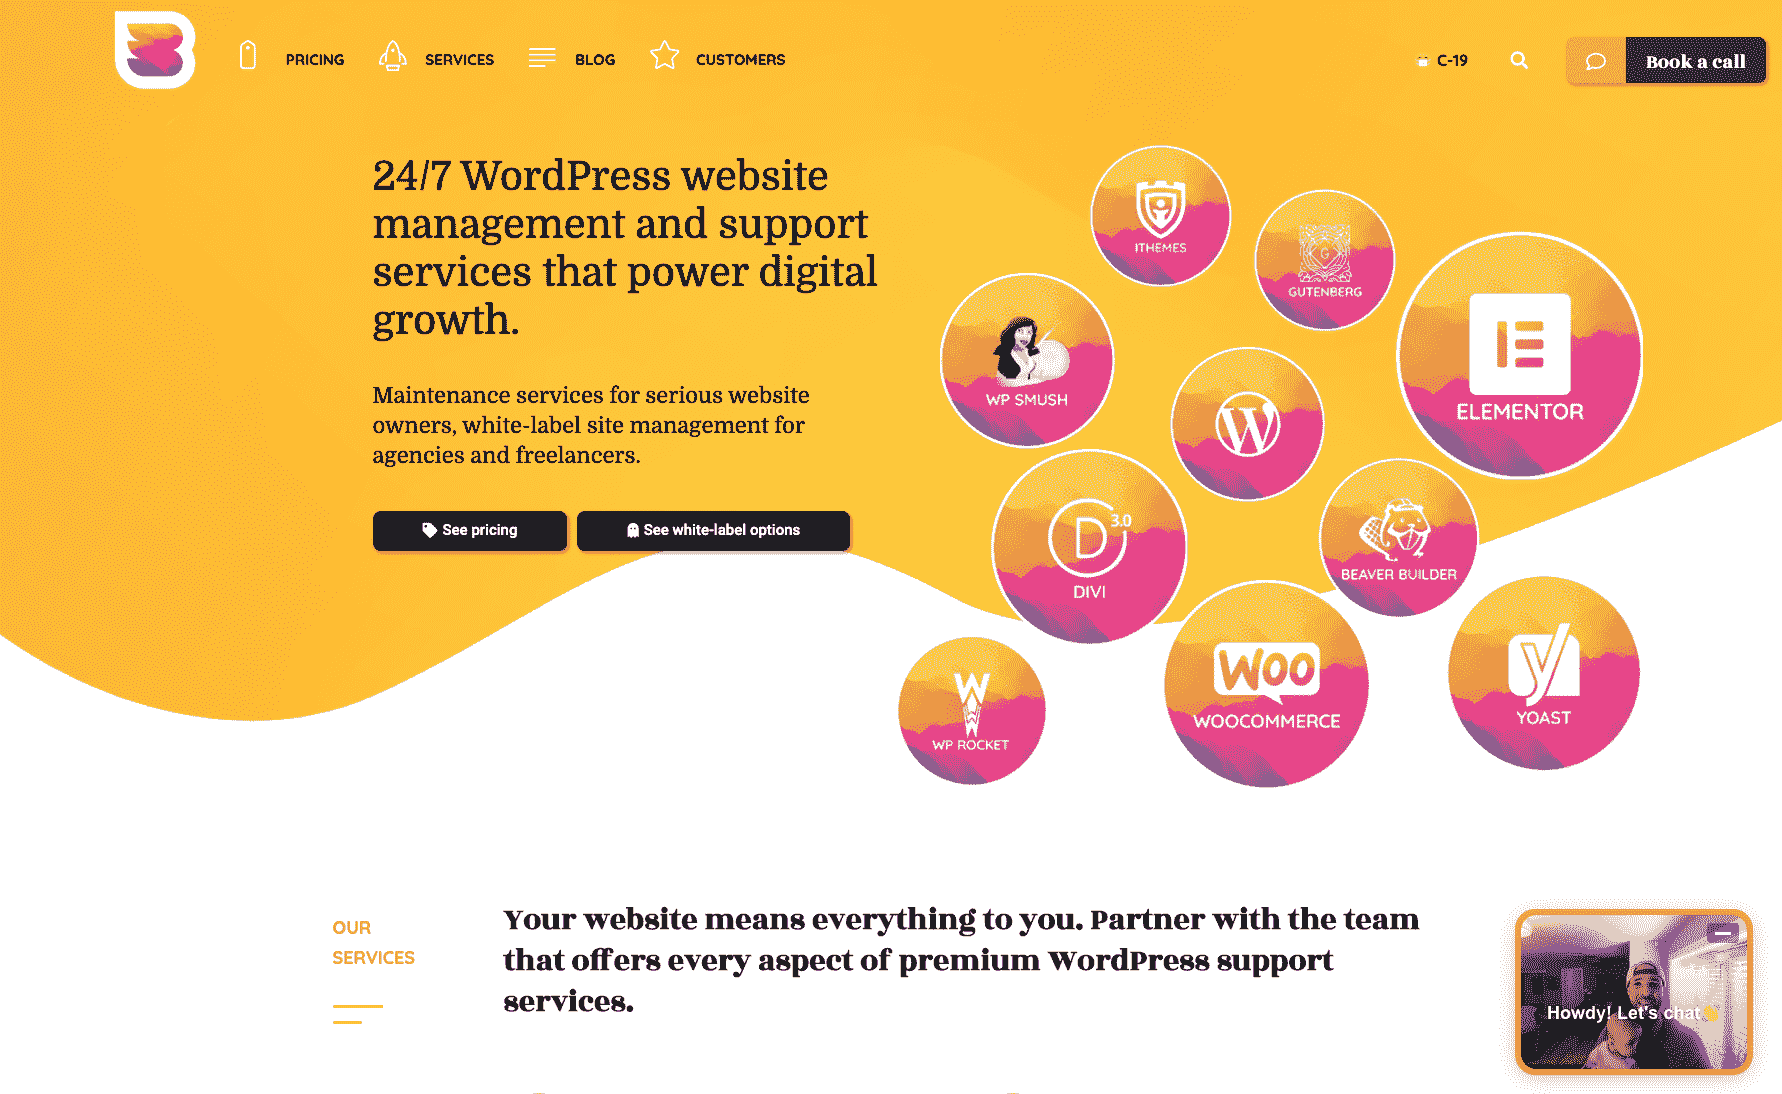 PRICING
SERVICES
BLOG
CUSTOMERS
C-19
Book a call
24/7 WordPress website
management and support
services that power digital
growth.
Maintenance services for serious website
owners, white-label site management for
agencies and freelancers.
See pricing
See white-label options
ITHEMES
G
GUTENBERG
WP SMUSH
W
ELEMENTOR
D 3.0
DIVI
BEAVER BUILDER
W
WP ROCKET
WOO
WOOCOMMERCE
y
YOAST
OUR
SERVICES
Your website means everything to you. Partner with the team
that offers every aspect of premium WordPress support
services.
Howdy! Let's chat👋